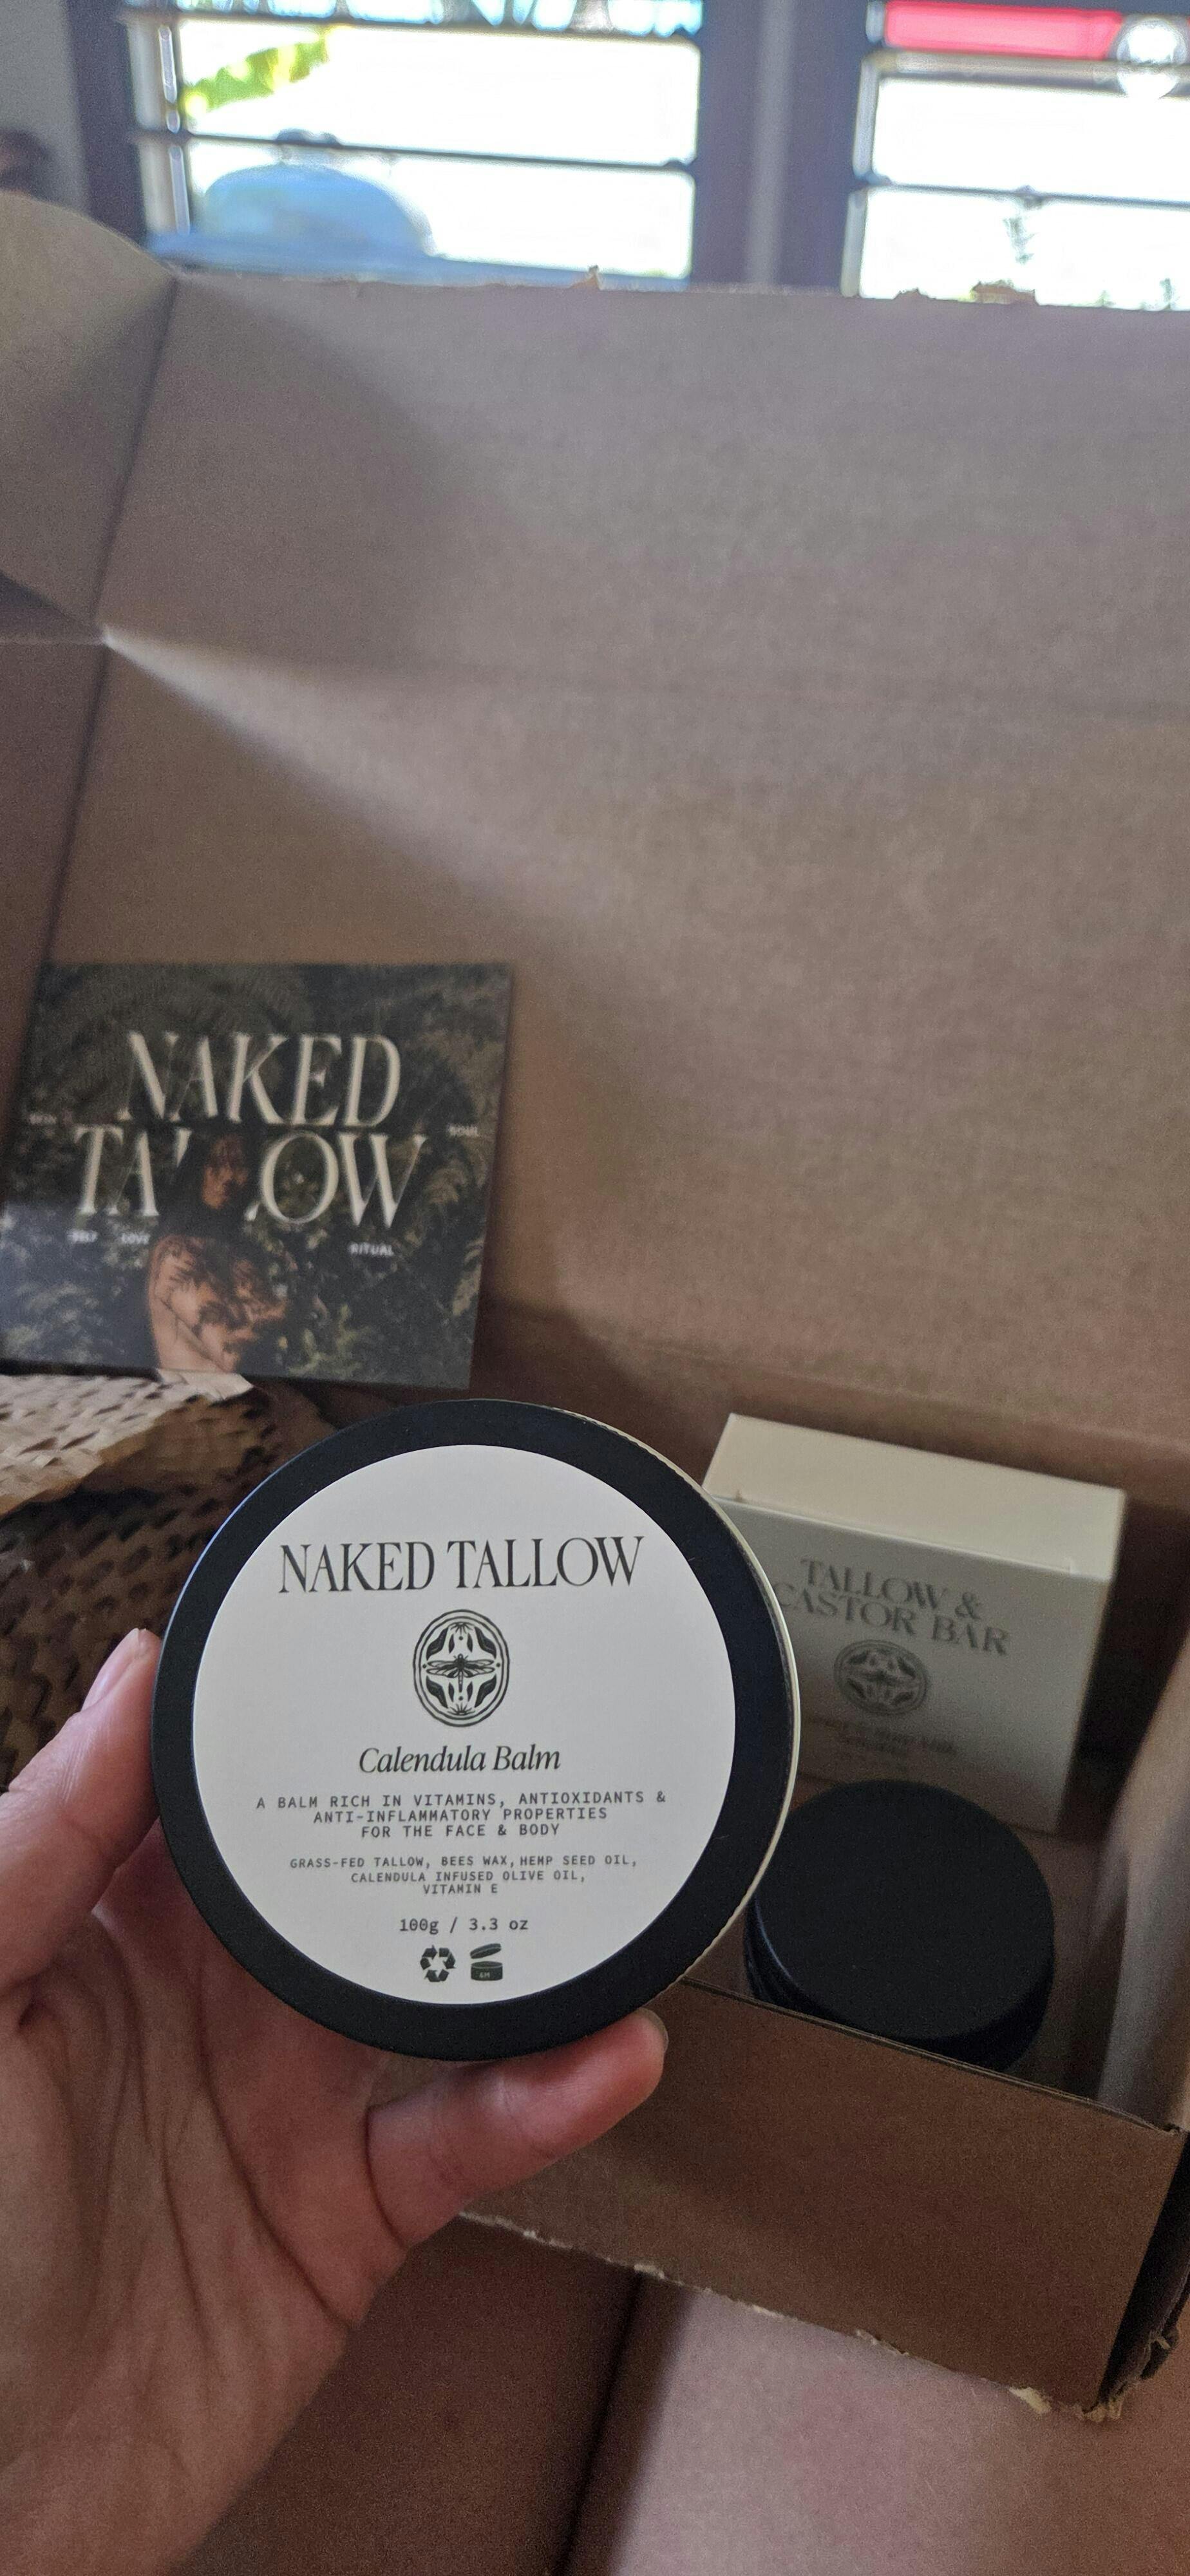 NAKED
TALLOW
SOUL
SELF LOVE
RITUAL
NAKED TALLOW
Calendula Balm
A BALM RICH IN VITAMINS, ANTIOXIDANTS &
ANTI-INFLAMMATORY PROPERTIES
FOR THE FACE & BODY
GRASS-FED TALLOW, BEES WAX, HEMP SEED OIL,
CALENDULA INFUSED OLIVE OIL,
VITAMIN E
100g / 3.3 oz
6M
TALLOW &
CASTOR BAR